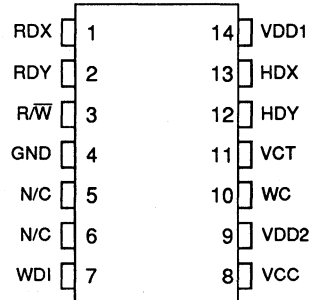 RDX 1 14 VDD1
RDY 2 13 HDX
R/W̅ 3 12 HDY
GND 4 11 VCT
N/C 5 10 WC
N/C 6 9 VDD2
WDI 7 8 VCC